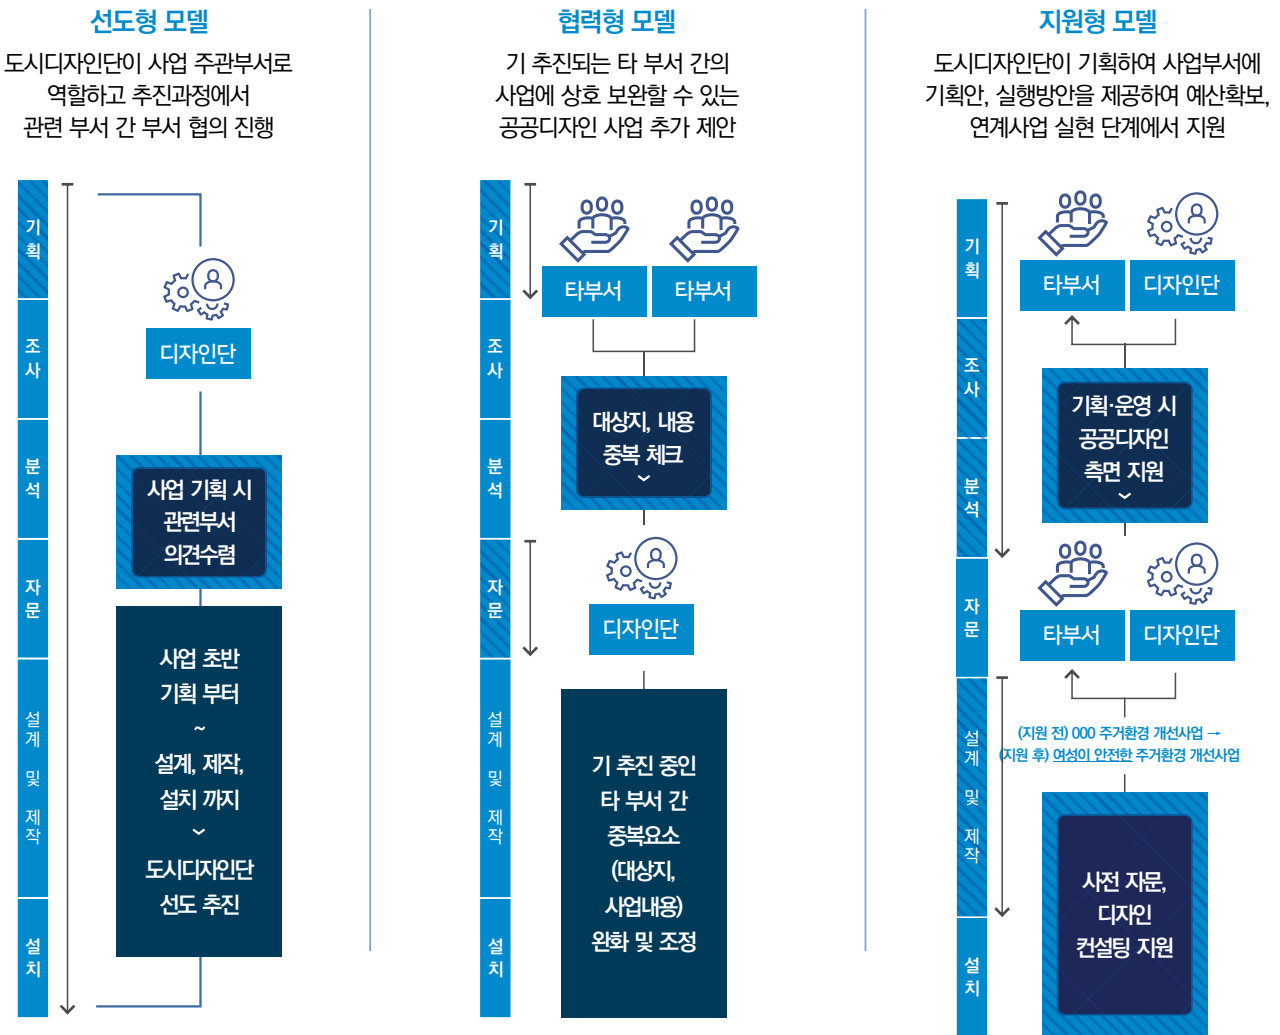 선도형 모델
도시디자인단이 사업 주관부서로
역할하고 추진과정에서
관련 부서 간 부서 협의 진행
기획
조사
분석
자문
설계 및 제작
설치
디자인단
사업 기획 시
관련부서
의견수렴
사업 초반
기획 부터
~
설계, 제작,
설치 까지
도시디자인단
선도 추진
협력형 모델
기 추진되는 타 부서 간의
사업에 상호 보완할 수 있는
공공디자인 사업 추가 제안
기획
조사
분석
자문
설계 및 제작
설치
타부서
타부서
대상지, 내용
중복 체크
디자인단
기 추진 중인
타 부서 간
중복요소
(대상지,
사업내용)
완화 및 조정
지원형 모델
도시디자인단이 기획하여 사업부서에
기획안, 실행방안을 제공하여 예산확보,
연계사업 실현 단계에서 지원
기획
조사
분석
자문
설계 및 제작
설치
타부서
디자인단
기획·운영 시
공공디자인
측면 지원
타부서
디자인단
(지원 전) 000 주거환경 개선사업 →
(지원 후) 여성이 안전한 주거환경 개선사업
사전 자문,
디자인
컨설팅 지원